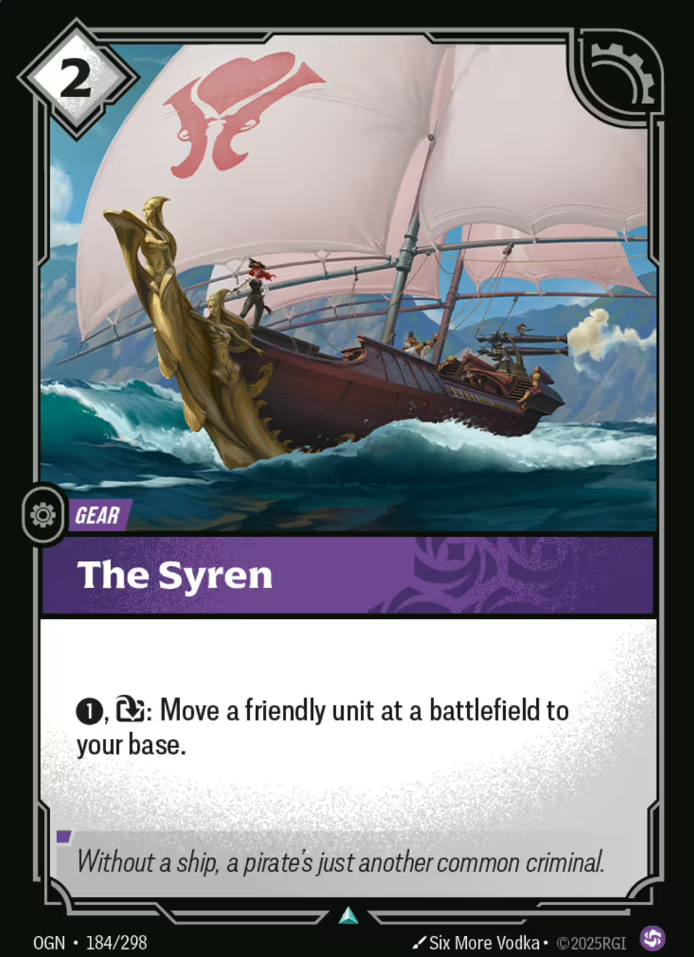 2
GEAR
The Syren
1, : Move a friendly unit at a battlefield to
your base.
Without a ship, a pirate's just another common criminal.
OGN • 184/298
Six More Vodka • ©2025RGI